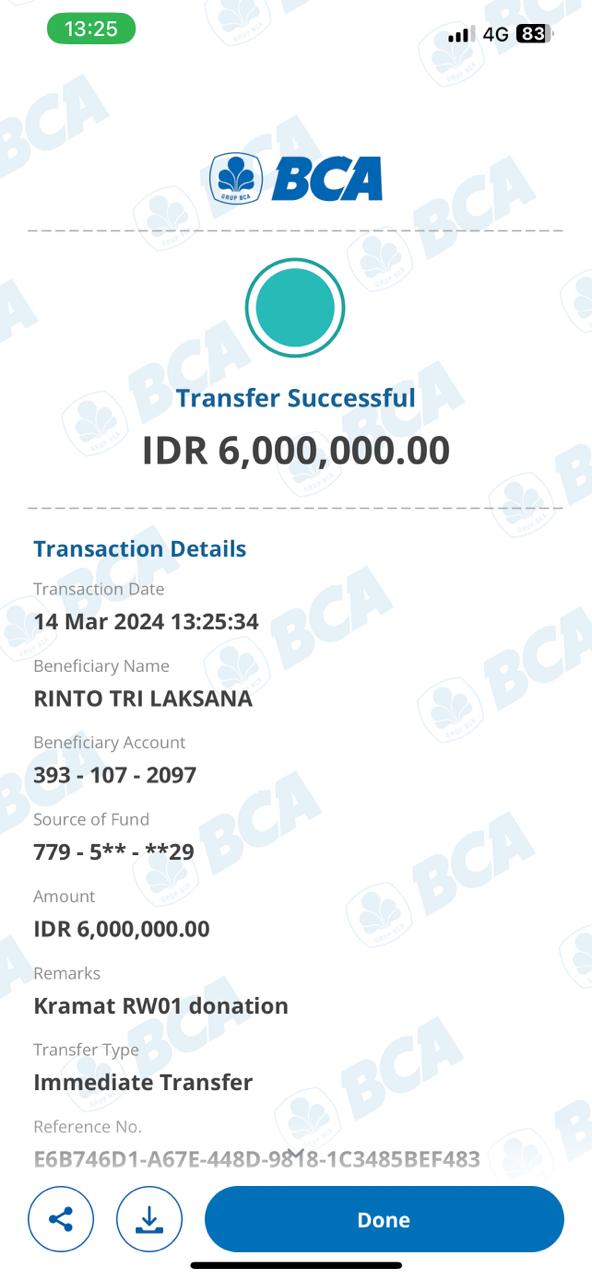 13:25
4G 83
GRUP BCA
BCA
Transfer Successful
IDR 6,000,000.00
Transaction Details
Transaction Date
14 Mar 2024 13:25:34
Beneficiary Name
RINTO TRI LAKSANA
Beneficiary Account
393 - 107 - 2097
Source of Fund
779 - 5** - **29
Amount
IDR 6,000,000.00
Remarks
Kramat RW01 donation
Transfer Type
Immediate Transfer
Reference No.
E6B746D1-A67E-448D-9818-1C3485BEF483
Done